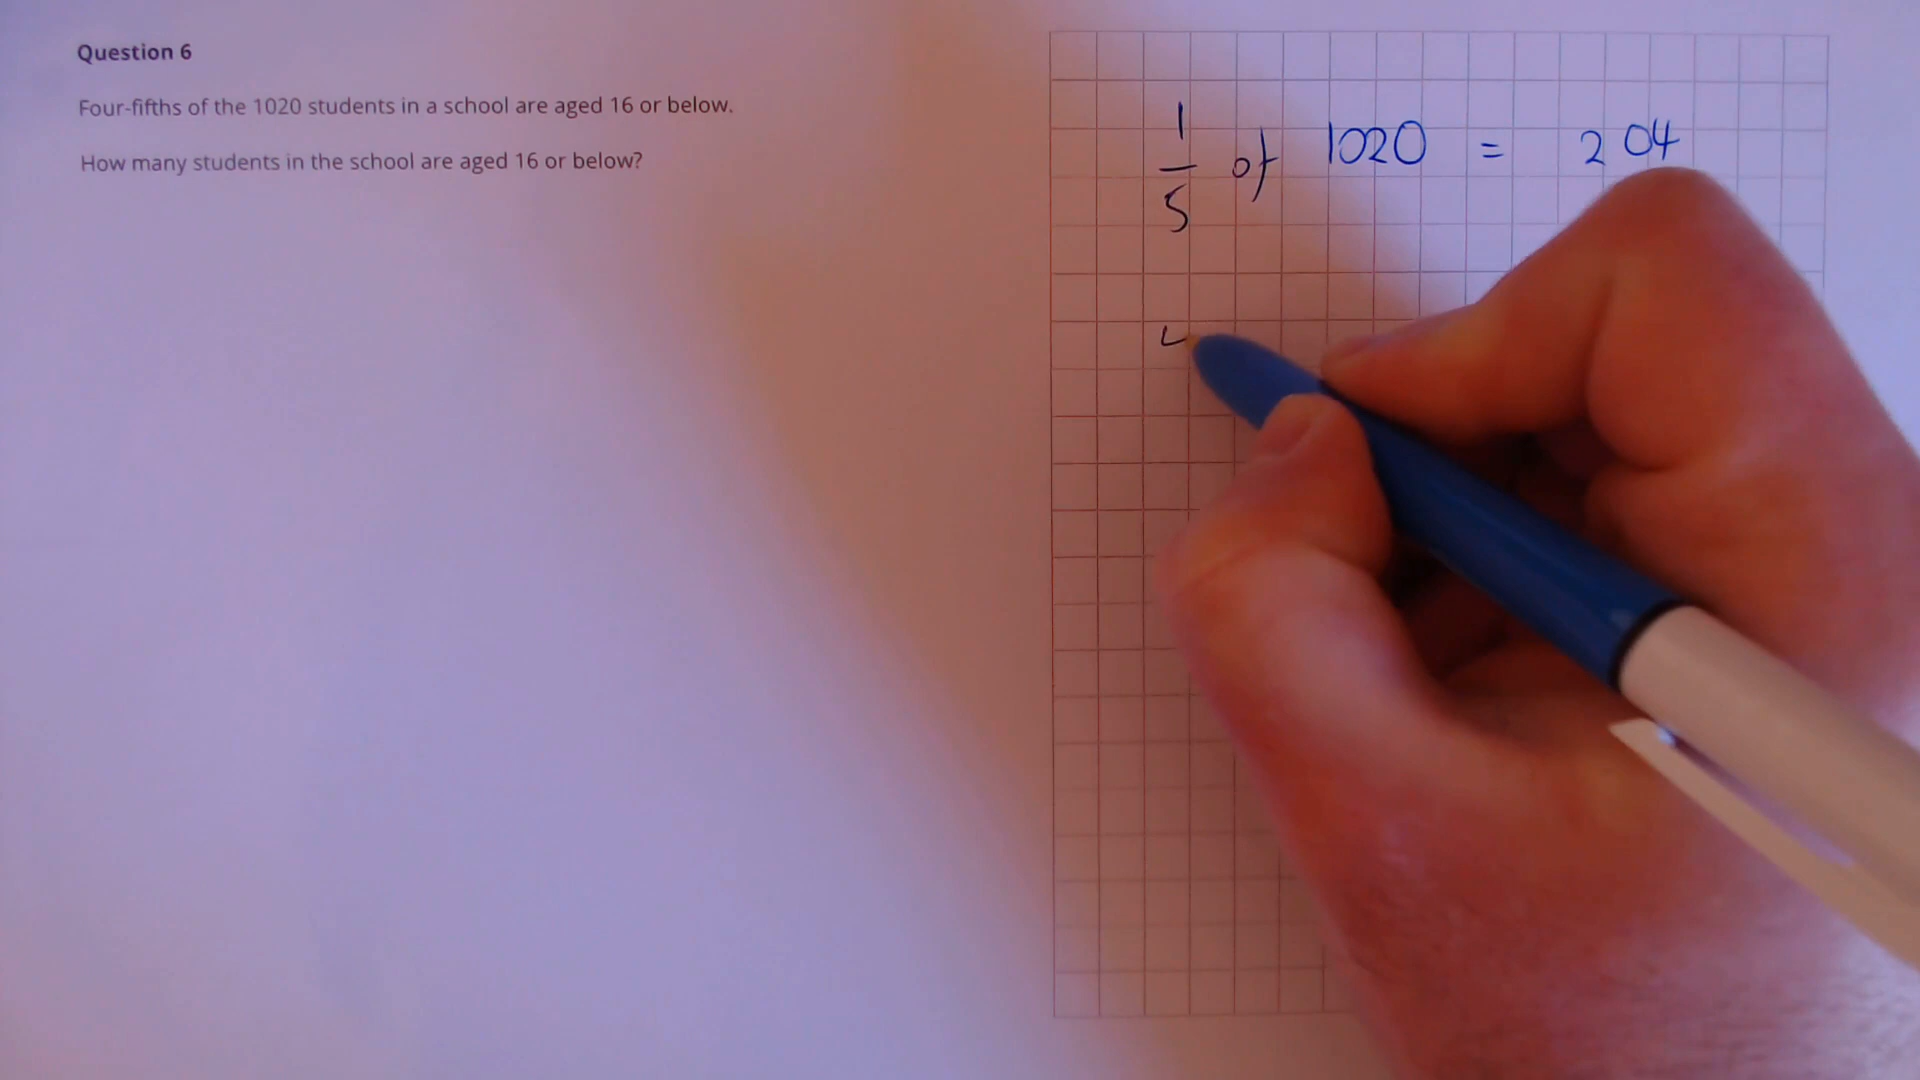 Question 6
Four-fifths of the 1020 students in a school are aged 16 or below.
How many students in the school are aged 16 or below?
1/5 of 1020 = 204